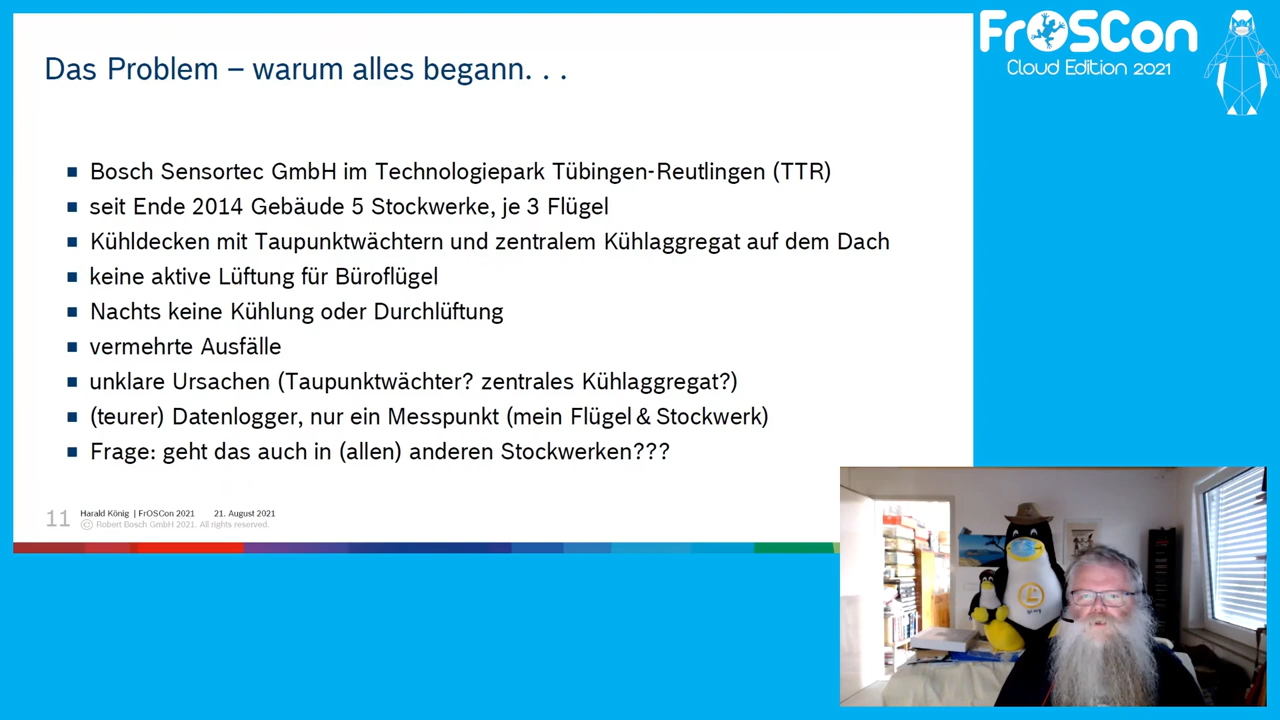 FrOSCon
Cloud Edition 2021
Das Problem – warum alles begann. . .
Bosch Sensortec GmbH im Technologiepark Tübingen-Reutlingen (TTR)
seit Ende 2014 Gebäude 5 Stockwerke, je 3 Flügel
Kühldecken mit Taupunktwächtern und zentralem Kühlaggregat auf dem Dach
keine aktive Lüftung für Büroflügel
Nachts keine Kühlung oder Durchlüftung
vermehrte Ausfälle
unklare Ursachen (Taupunktwächter? zentrales Kühlaggregat?)
(teurer) Datenlogger, nur ein Messpunkt (mein Flügel & Stockwerk)
Frage: geht das auch in (allen) anderen Stockwerken???
11 Harald König | FrOSCon 2021 21. August 2021
© Robert Bosch GmbH 2021. All rights reserved.